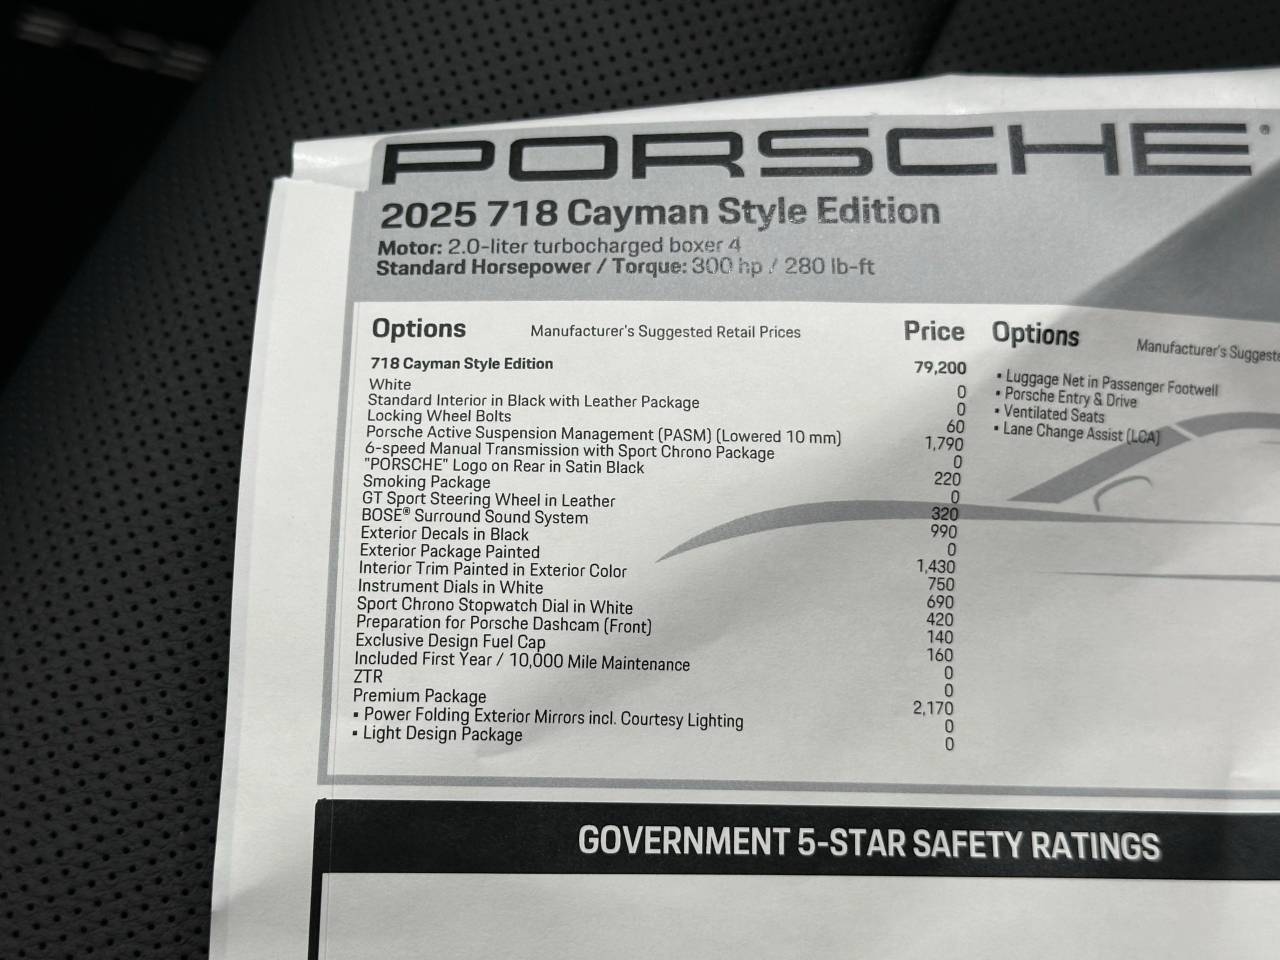 PORSCHE®
2025 718 Cayman Style Edition
Motor: 2.0-liter turbocharged boxer 4
Standard Horsepower / Torque: 300 hp / 280 lb-ft
Options Manufacturer's Suggested Retail Prices Price
718 Cayman Style Edition 79,200
White 0
Standard Interior in Black with Leather Package 0
Locking Wheel Bolts 60
Porsche Active Suspension Management (PASM) (Lowered 10 mm) 1,790
6-speed Manual Transmission with Sport Chrono Package 0
"PORSCHE" Logo on Rear in Satin Black 220
Smoking Package 0
GT Sport Steering Wheel in Leather 320
BOSE® Surround Sound System 990
Exterior Decals in Black 0
Exterior Package Painted 1,430
Interior Trim Painted in Exterior Color 750
Instrument Dials in White 690
Sport Chrono Stopwatch Dial in White 420
Preparation for Porsche Dashcam (Front) 140
Exclusive Design Fuel Cap 160
Included First Year / 10,000 Mile Maintenance 0
ZTR 0
Premium Package 2,170
▪ Power Folding Exterior Mirrors incl. Courtesy Lighting 0
▪ Light Design Package 0
Options Manufacturer's Suggeste
▪ Luggage Net in Passenger Footwell
▪ Porsche Entry & Drive
▪ Ventilated Seats
▪ Lane Change Assist (LCA)
GOVERNMENT 5-STAR SAFETY RATINGS